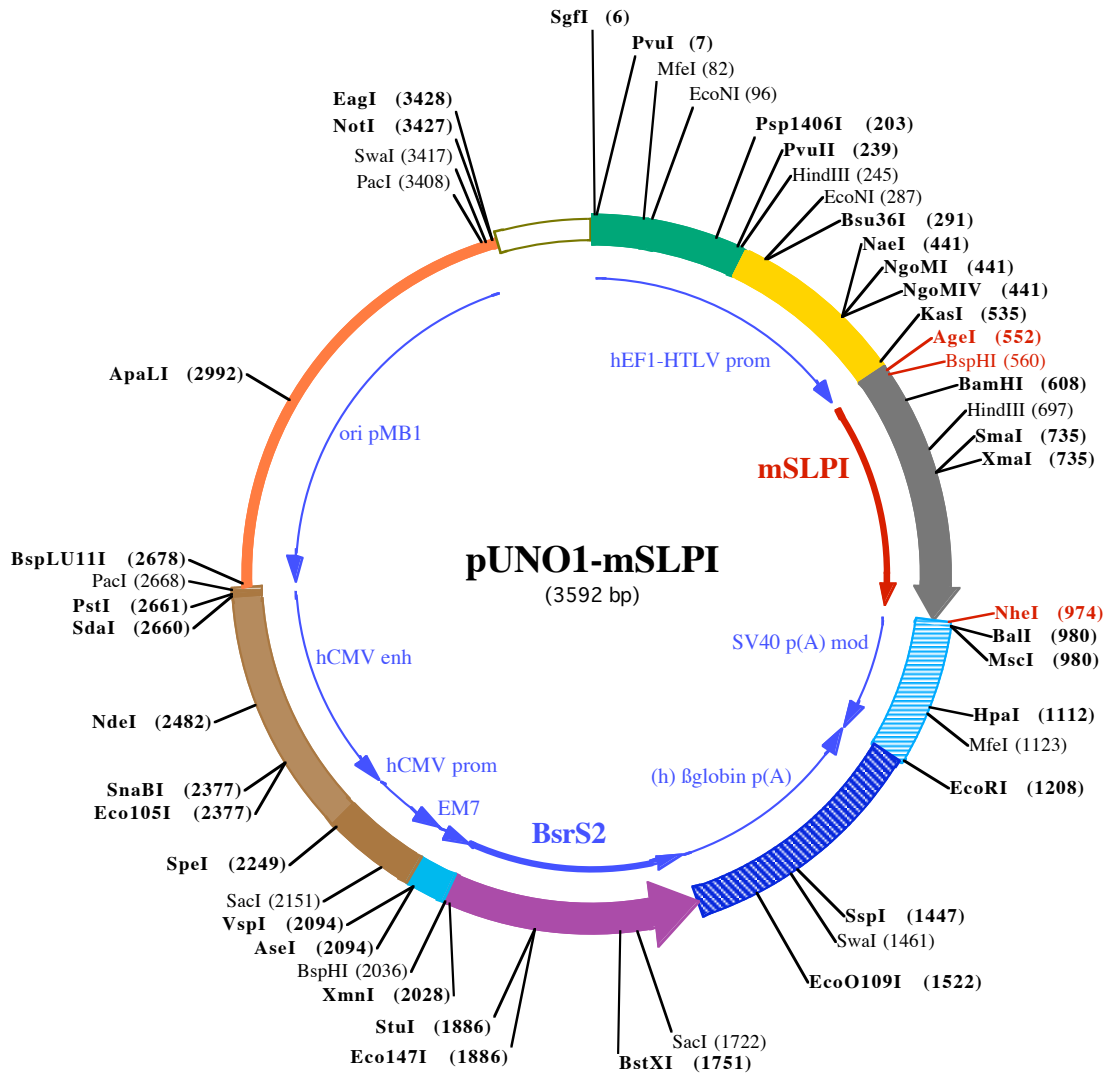 SgfI (6)
PvuI (7)
MfeI (82)
EcoNI (96)
Psp1406I (203)
PvuII (239)
HindIII (245)
EcoNI (287)
Bsu36I (291)
NaeI (441)
NgoMI (441)
NgoMIV (441)
KasI (535)
AgeI (552)
BspHI (560)
BamHI (608)
HindIII (697)
SmaI (735)
XmaI (735)
NheI (974)
BalI (980)
MscI (980)
HpaI (1112)
MfeI (1123)
EcoRI (1208)
SspI (1447)
SwaI (1461)
EcoO109I (1522)
SacI (1722)
BstXI (1751)
Eco147I (1886)
StuI (1886)
XmnI (2028)
BspHI (2036)
AseI (2094)
VspI (2094)
SacI (2151)
SpeI (2249)
Eco105I (2377)
SnaBI (2377)
NdeI (2482)
SdaI (2660)
PstI (2661)
PacI (2668)
BspLU11I (2678)
ApaLI (2992)
PacI (3408)
SwaI (3417)
NotI (3427)
EagI (3428)
hEF1-HTLV prom
mSLPI
SV40 p(A) mod
(h) ßglobin p(A)
BsrS2
EM7
hCMV prom
hCMV enh
ori pMB1
pUNO1-mSLPI
(3592 bp)